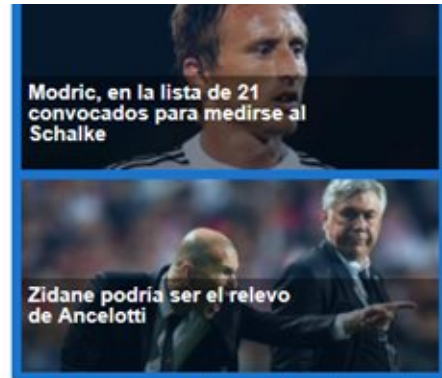 Modric, en la lista de 21
convocados para medirse al
Schalke
Zidane podría ser el relevo
de Ancelotti